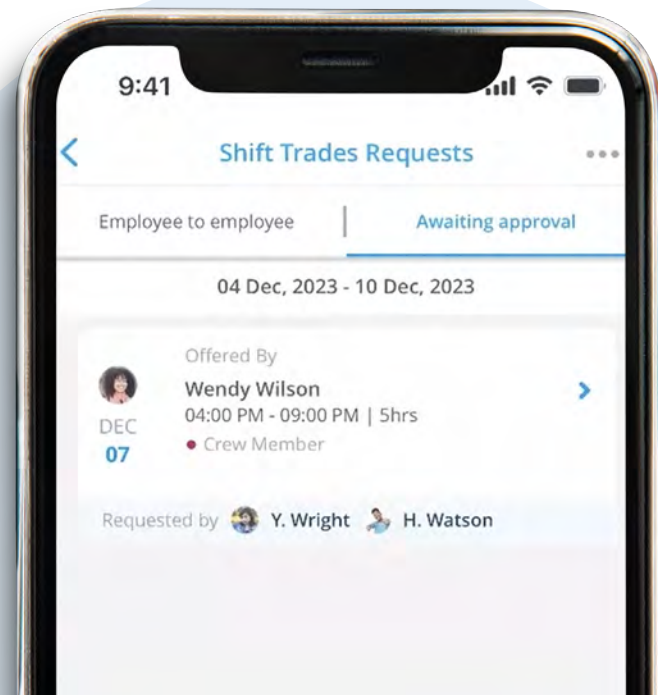 9:41
Shift Trades Requests
Employee to employee | Awaiting approval
04 Dec, 2023 - 10 Dec, 2023
Offered By
Wendy Wilson
04:00 PM - 09:00 PM | 5hrs
DEC
07
Crew Member
Requested by Y. Wright H. Watson